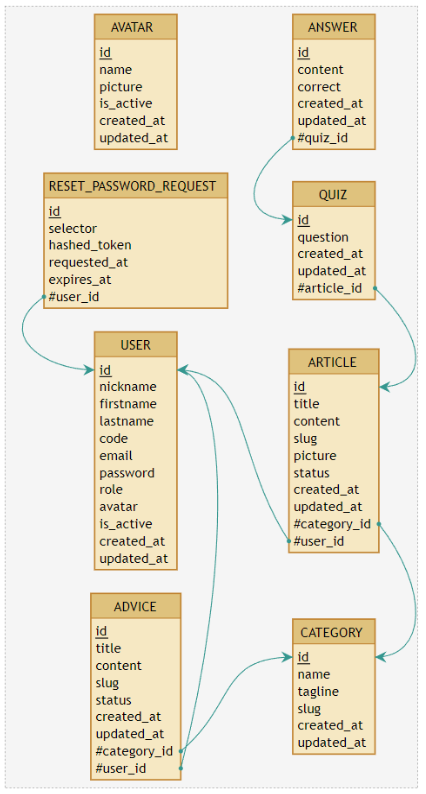 AVATAR
id
name
picture
is_active
created_at
updated_at
ANSWER
id
content
correct
created_at
updated_at
#quiz_id
RESET_PASSWORD_REQUEST
id
selector
hashed_token
requested_at
expires_at
#user_id
QUIZ
id
question
created_at
updated_at
#article_id
USER
id
nickname
firstname
lastname
code
email
password
role
avatar
is_active
created_at
updated_at
ARTICLE
id
title
content
slug
picture
status
created_at
updated_at
#category_id
#user_id
ADVICE
id
title
content
slug
status
created_at
updated_at
#category_id
#user_id
CATEGORY
id
name
tagline
slug
created_at
updated_at